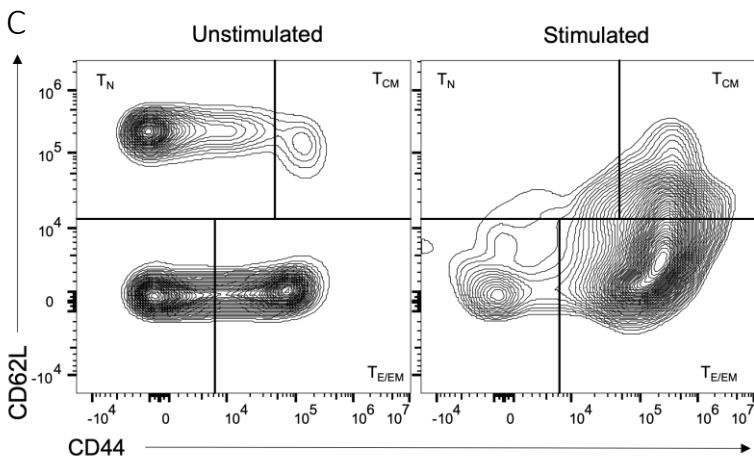 C
Unstimulated
Stimulated
T_N
T_CM
T_N
T_CM
10^6
10^5
10^4
0
-10^4
T_E/EM
T_E/EM
-10^4
0
10^4
10^5
10^6
10^7
-10^4
0
10^4
10^5
10^6
10^7
CD62L
CD44